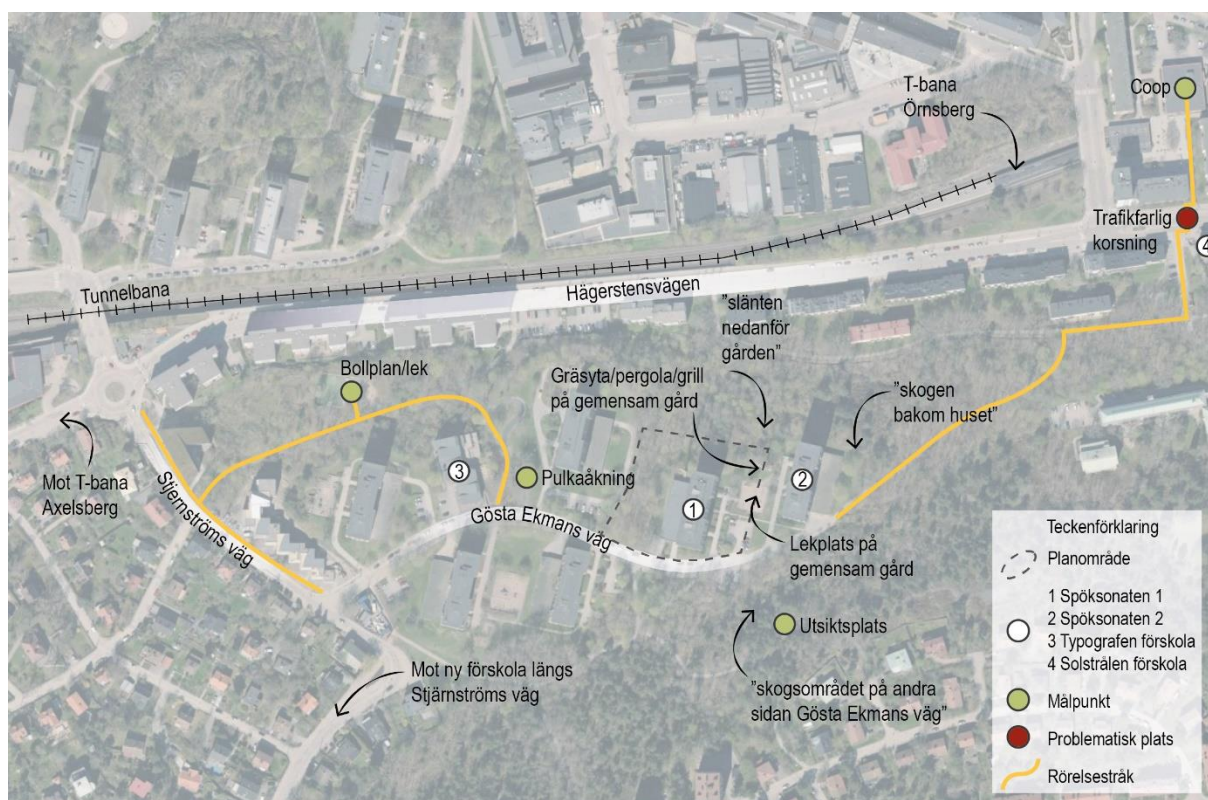 Coop
T-bana
Örnsberg
Trafikfarlig
korsning
4
Tunnelbana
Hägerstensvägen
"slänten
nedanför
gården"
Bollplan/lek
Gräsyta/pergola/grill
på gemensam gård
"skogen
bakom huset"
Mot T-bana
Axelsberg
3
Pulkaåkning
2
1
Stjernströms väg
Gösta Ekmans väg
Lekplats på
gemensam gård
Utsiktsplats
Mot ny förskola längs
Stjärnströms väg
"skogsområdet på andra
sidan Gösta Ekmans väg"
Teckenförklaring
Planområde
1 Spöksonaten 1
2 Spöksonaten 2
3 Typografen förskola
4 Solstrålen förskola
Målpunkt
Problematisk plats
Rörelsestråk